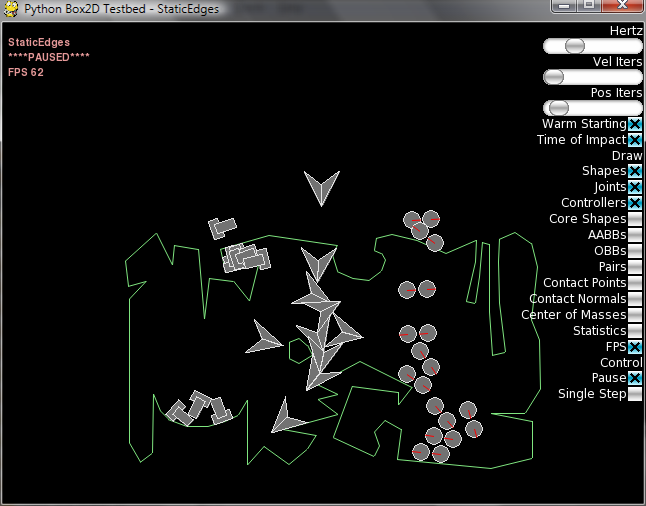 Python Box2D Testbed - StaticEdges
StaticEdges
****PAUSED****
FPS 62
Hertz
Vel Iters
Pos Iters
Warm Starting
Time of Impact
Draw
Shapes
Joints
Controllers
Core Shapes
AABBs
OBBs
Pairs
Contact Points
Contact Normals
Center of Masses
Statistics
FPS
Control
Pause
Single Step